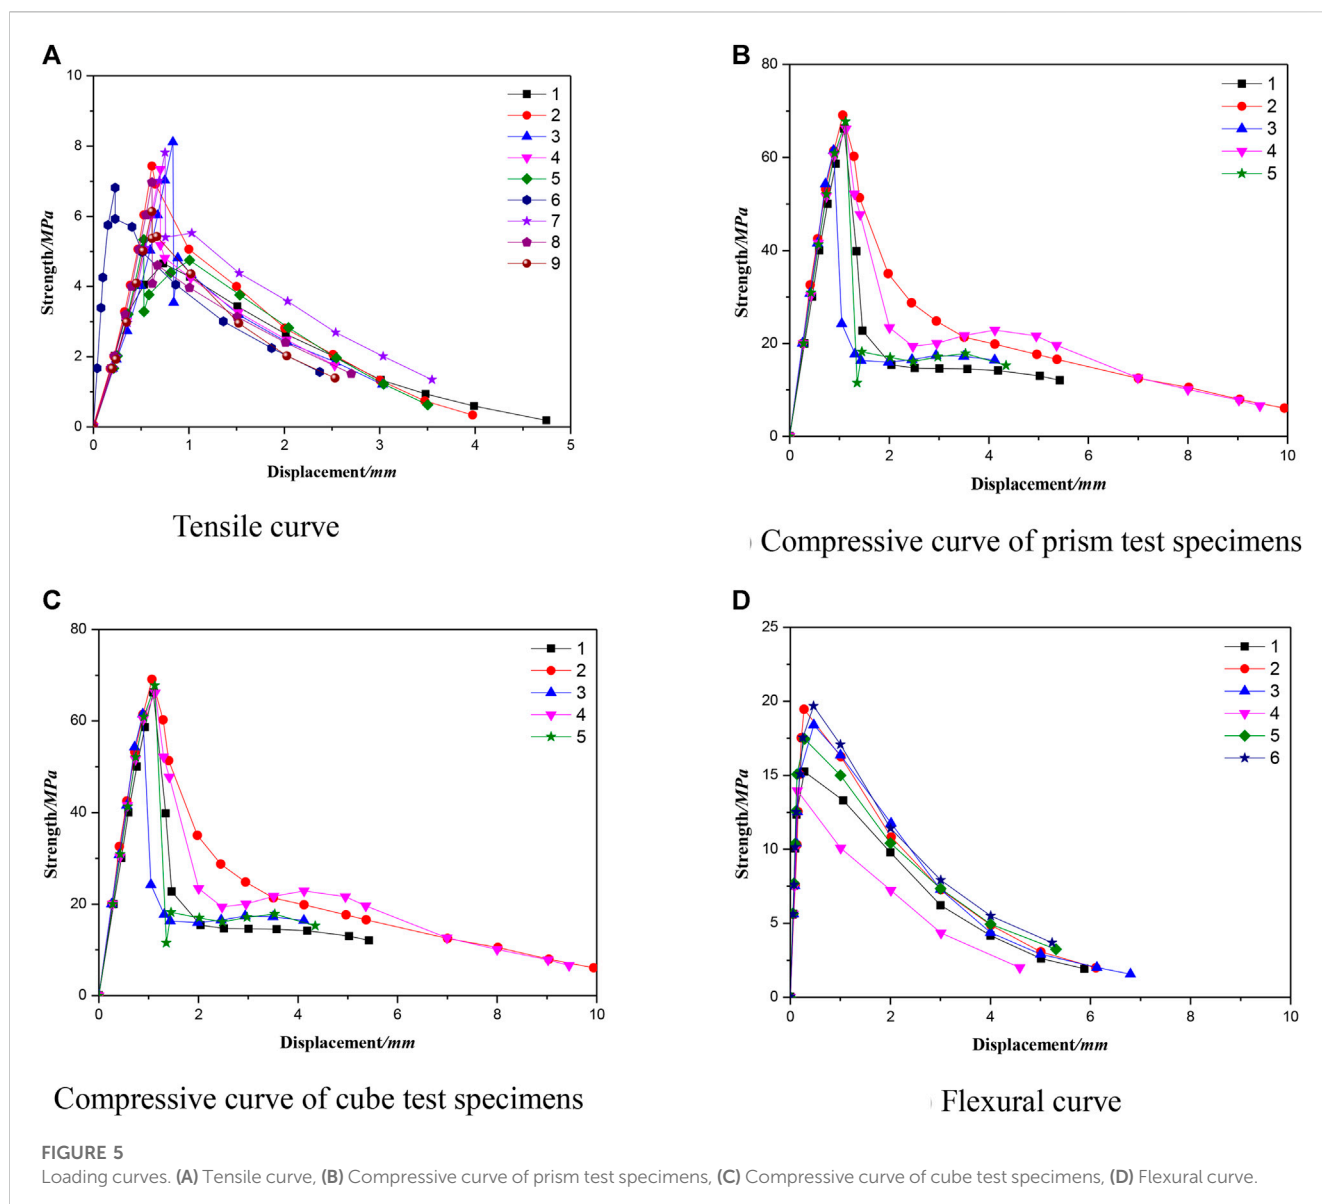 A
10
8
6
4
2
0
Strength/MPa
0 1 2 3 4 5
Displacement/mm
1
2
3
4
5
6
7
8
9
Tensile curve
B
80
60
40
20
0
Strength/MPa
0 2 4 6 8 10
Displacement/mm
1
2
3
4
5
) Compressive curve of prism test specimens
C
80
60
40
20
0
Strength/MPa
0 2 4 6 8 10
Displacement/mm
1
2
3
4
5
Compressive curve of cube test specimens
D
25
20
15
10
5
0
Strength/MPa
0 2 4 6 8 10
Displacement/mm
1
2
3
4
5
6
) Flexural curve
FIGURE 5
Loading curves. (A) Tensile curve, (B) Compressive curve of prism test specimens, (C) Compressive curve of cube test specimens, (D) Flexural curve.